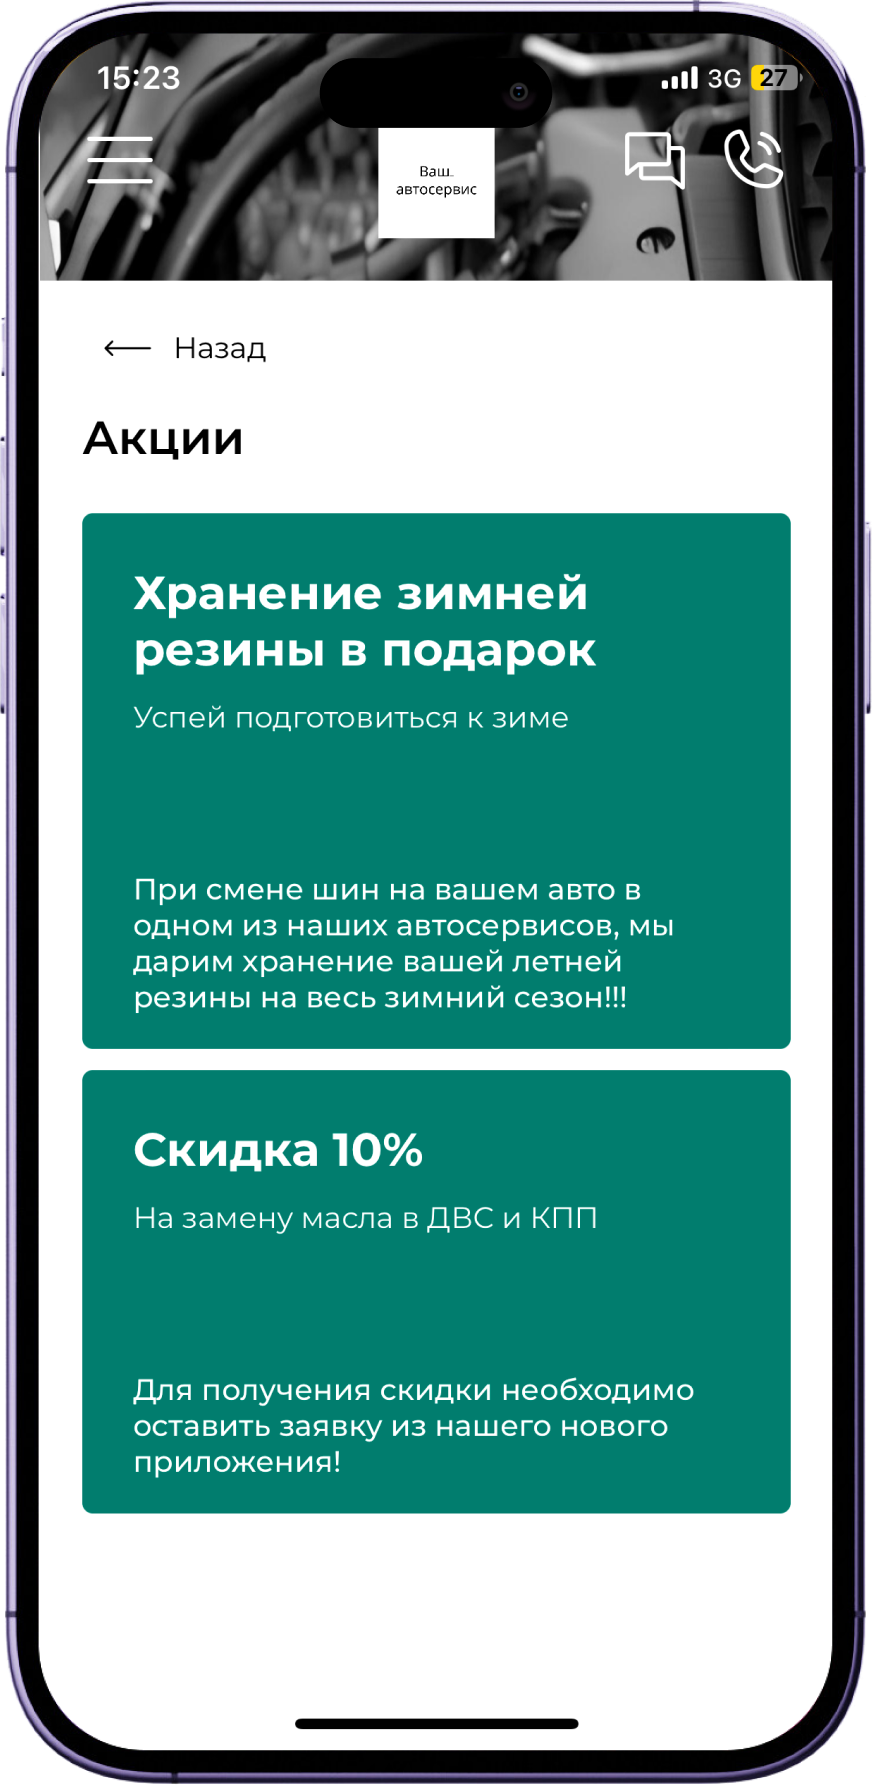 15:23
3G 27
Ваш
автосервис
Назад
Акции
Хранение зимней
резины в подарок
Успей подготовиться к зиме
При смене шин на вашем авто в
одном из наших автосервисов, мы
дарим хранение вашей летней
резины на весь зимний сезон!!!
Скидка 10%
На замену масла в ДВС и КПП
Для получения скидки необходимо
оставить заявку из нашего нового
приложения!